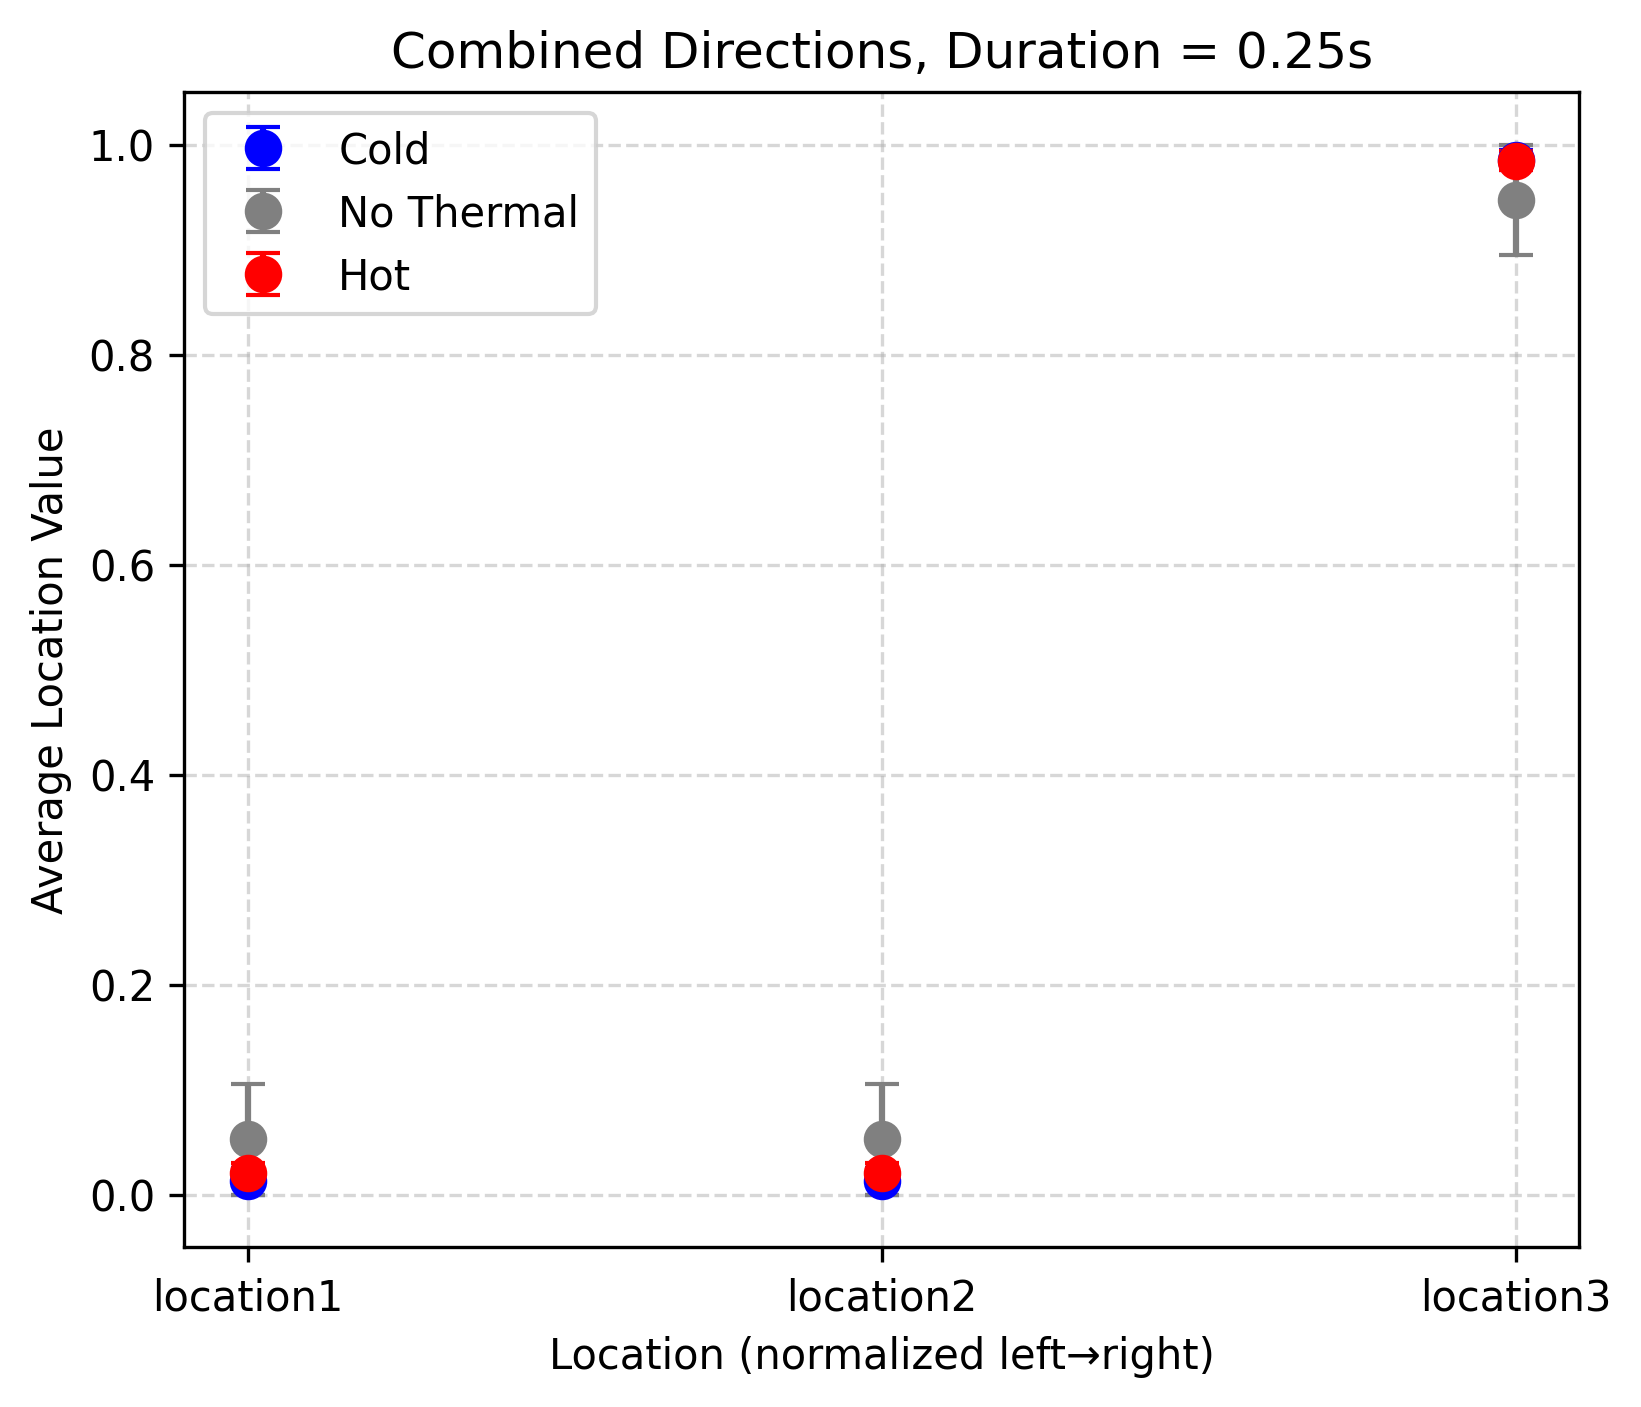 Combined Directions, Duration = 0.25s
Cold
No Thermal
Hot
1.0
0.8
0.6
0.4
0.2
0.0
Average Location Value
location1
location2
location3
Location (normalized left→right)